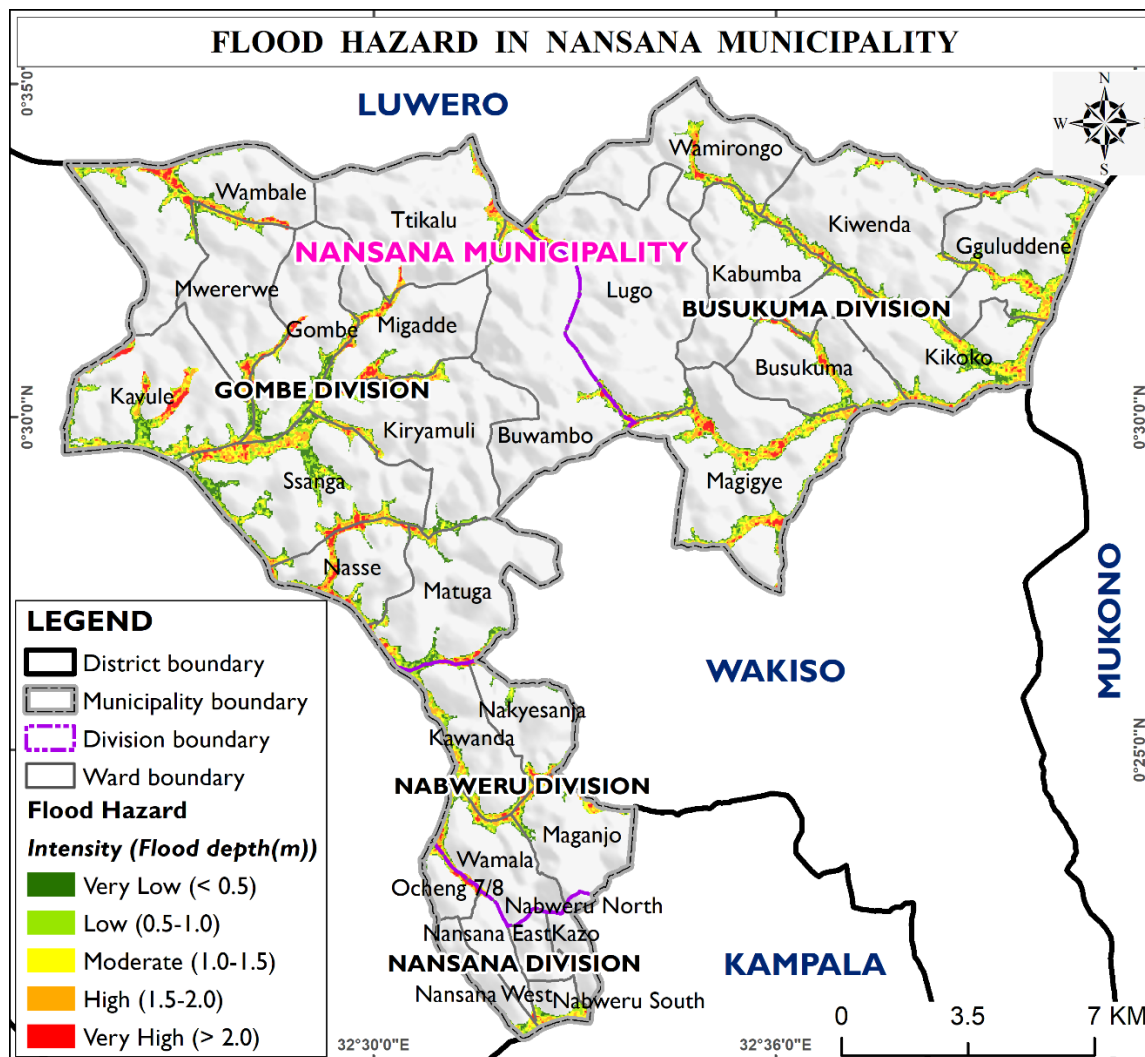 FLOOD HAZARD IN NANSANA MUNICIPALITY
0°35'0"
LUWERO
N
W
S
Wamirongo
Wambale
Ttikalu
Kiwenda
Gguluddene
NANSANA MUNICIPALITY
Kabumba
Mwererwe
Lugo
BUSUKUMA DIVISION
Gombe
Migadde
Kikoko
Busukuma
Kavule
GOMBE DIVISION
0°30'0"N
0°30'0"N
Kiryamuli
Buwambo
Ssanga
Magigye
Nasse
Matuga
MUKONO
WAKISO
Nakyesanja
Kawanda
0°25'0"N
NABWERU DIVISION
Maganjo
Wamala
Ocheng 7/8
Nabweru North
Nansana East
Kazo
NANSANA DIVISION
KAMPALA
Nansana West
Nabweru South
LEGEND
District boundary
Municipality boundary
Division boundary
Ward boundary
Flood Hazard
Intensity (Flood depth(m))
Very Low (< 0.5)
Low (0.5-1.0)
Moderate (1.0-1.5)
High (1.5-2.0)
Very High (> 2.0)
0 3.5 7 KM
32°30'0"E
32°36'0"E